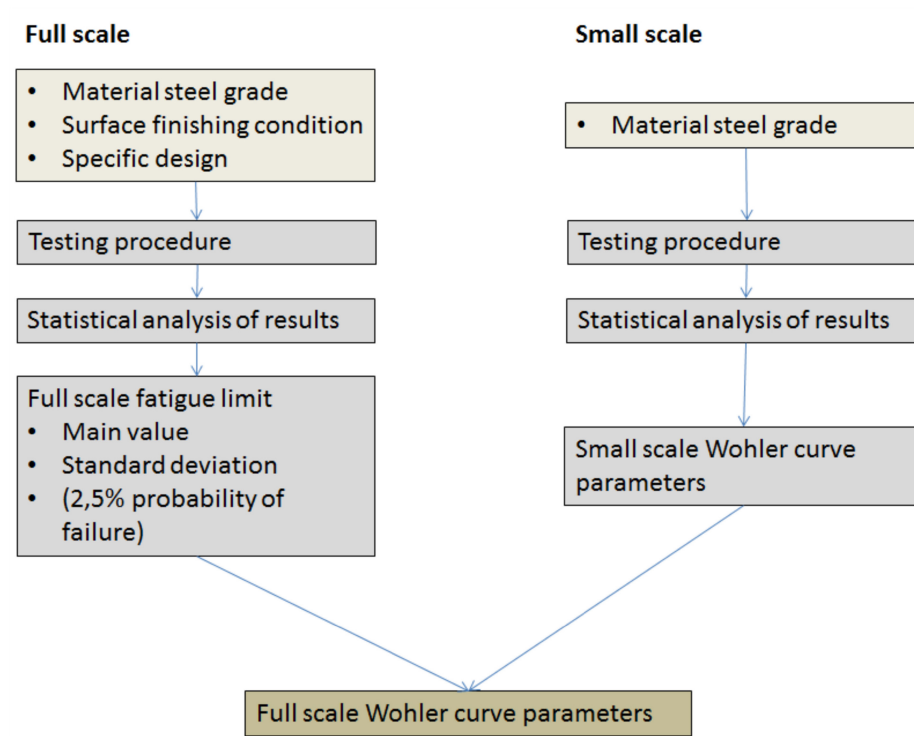 Full scale
• Material steel grade
• Surface finishing condition
• Specific design
Testing procedure
Statistical analysis of results
Full scale fatigue limit
• Main value
• Standard deviation
• (2,5% probability of
failure)
Small scale
• Material steel grade
Testing procedure
Statistical analysis of results
Small scale Wohler curve
parameters
Full scale Wohler curve parameters